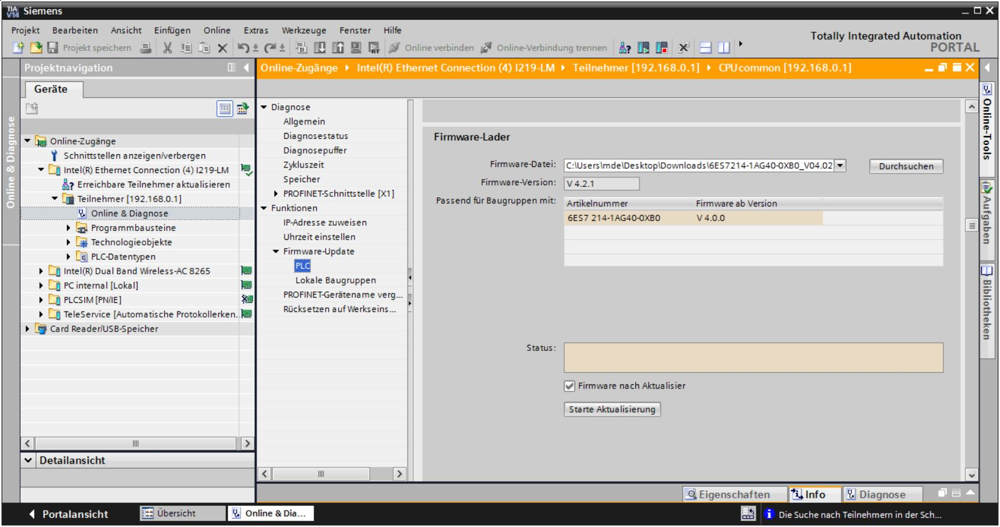 TIA V14 Siemens
Projekt Bearbeiten Ansicht Einfügen Online Extras Werkzeuge Fenster Hilfe
Totally Integrated Automation
PORTAL
Projekt speichern Online verbinden Online-Verbindung trennen
Projektnavigation
Online-Zugänge Intel(R) Ethernet Connection (4) I219-LM Teilnehmer [192.168.0.1] CPUcommon [192.168.0.1]
Geräte
Online & Diagnose
Online-Zugänge
Schnittstellen anzeigen/verbergen
Intel(R) Ethernet Connection (4) I219-LM
Erreichbare Teilnehmer aktualisieren
Teilnehmer [192.168.0.1]
Online & Diagnose
Programmbausteine
Technologieobjekte
PLC-Datentypen
Intel(R) Dual Band Wireless-AC 8265
PC internal [Lokal]
PLCSIM [PN/IE]
TeleService [Automatische Protokollerken..
Card Reader/USB-Speicher
Detailansicht
Diagnose
Allgemein
Diagnosestatus
Diagnosepuffer
Zykluszeit
Speicher
PROFINET-Schnittstelle [X1]
Funktionen
IP-Adresse zuweisen
Uhrzeit einstellen
Firmware-Update
PLC
Lokale Baugruppen
PROFINET-Gerätename verg...
Rücksetzen auf Werkseins...
Firmware-Lader
Firmware-Datei: C:\Users\mde\Desktop\Downloads\6ES7214-1AG40-0XB0_V04.02 Durchsuchen
Firmware-Version: V 4.2.1
Passend für Baugruppen mit: Artikelnummer Firmware ab Version
6ES7 214-1AG40-0XB0 V 4.0.0
Status:
Firmware nach Aktualisier
Starte Aktualisierung
Online-Tools
Aufgaben
Bibliotheken
Eigenschaften Info Diagnose
Portalansicht Übersicht Online & Dia... Die Suche nach Teilnehmern in der Sch...